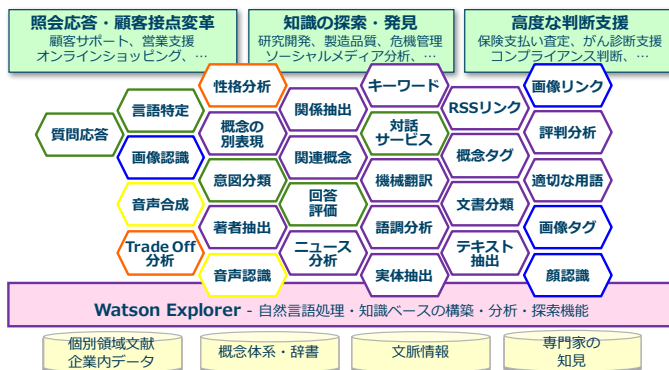 照会応答・顧客接点変革
顧客サポート、営業支援
オンラインショッピング、…
知識の探索・発見
研究開発、製造品質、危機管理
ソーシャルメディア分析、…
高度な判断支援
保険支払い査定、がん診断支援
コンプライアンス判断、…
質問応答
言語特定
画像認識
音声合成
Trade Off
分析
性格分析
概念の
別表現
意図分類
著者抽出
音声認識
関係抽出
関連概念
回答
評価
ニュース
分析
キーワード
対話
サービス
機械翻訳
語調分析
実体抽出
RSSリンク
概念タグ
文書分類
テキスト
抽出
画像リンク
評判分析
適切な用語
画像タグ
顔認識
Watson Explorer - 自然言語処理・知識ベースの構築・分析・探索機能
個別領域文献
企業内データ
概念体系・辞書
文脈情報
専門家の
知見